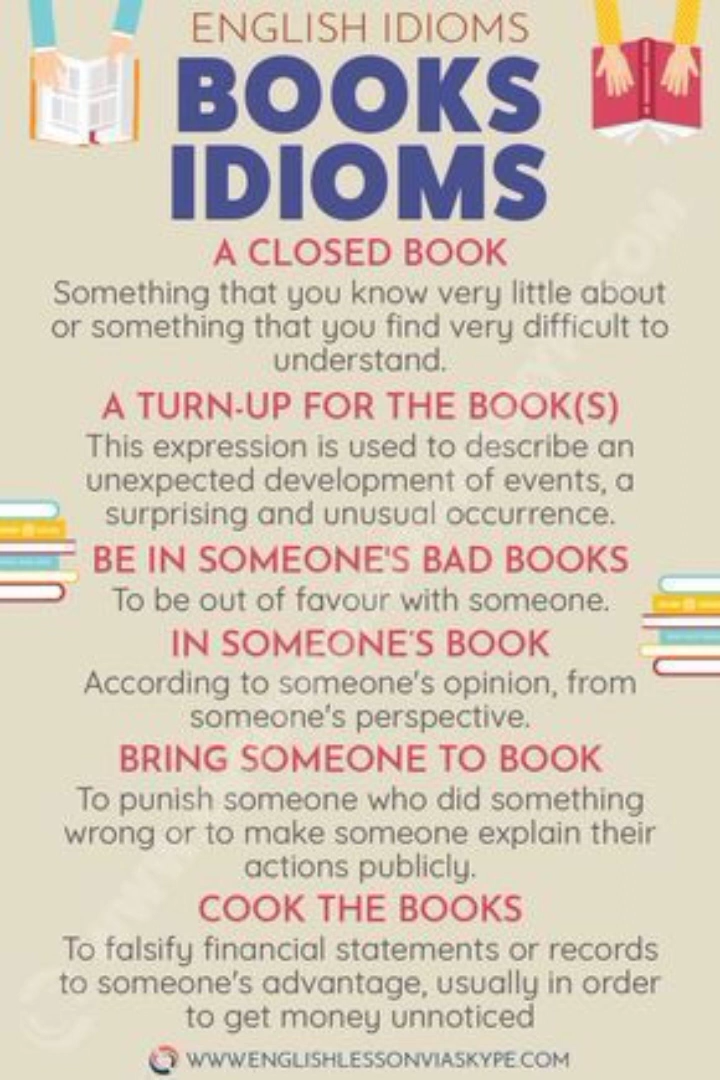 ENGLISH IDIOMS
BOOKS
IDIOMS
A CLOSED BOOK
Something that you know very little about
or something that you find very difficult to
understand.
A TURN-UP FOR THE BOOK(S)
This expression is used to describe an
unexpected development of events, a
surprising and unusual occurrence.
BE IN SOMEONE'S BAD BOOKS
To be out of favour with someone.
IN SOMEONE'S BOOK
According to someone's opinion, from
someone's perspective.
BRING SOMEONE TO BOOK
To punish someone who did something
wrong or to make someone explain their
actions publicly.
COOK THE BOOKS
To falsify financial statements or records
to someone's advantage, usually in order
to get money unnoticed
WWW.ENGLISHLESSONVIASKYPE.COM